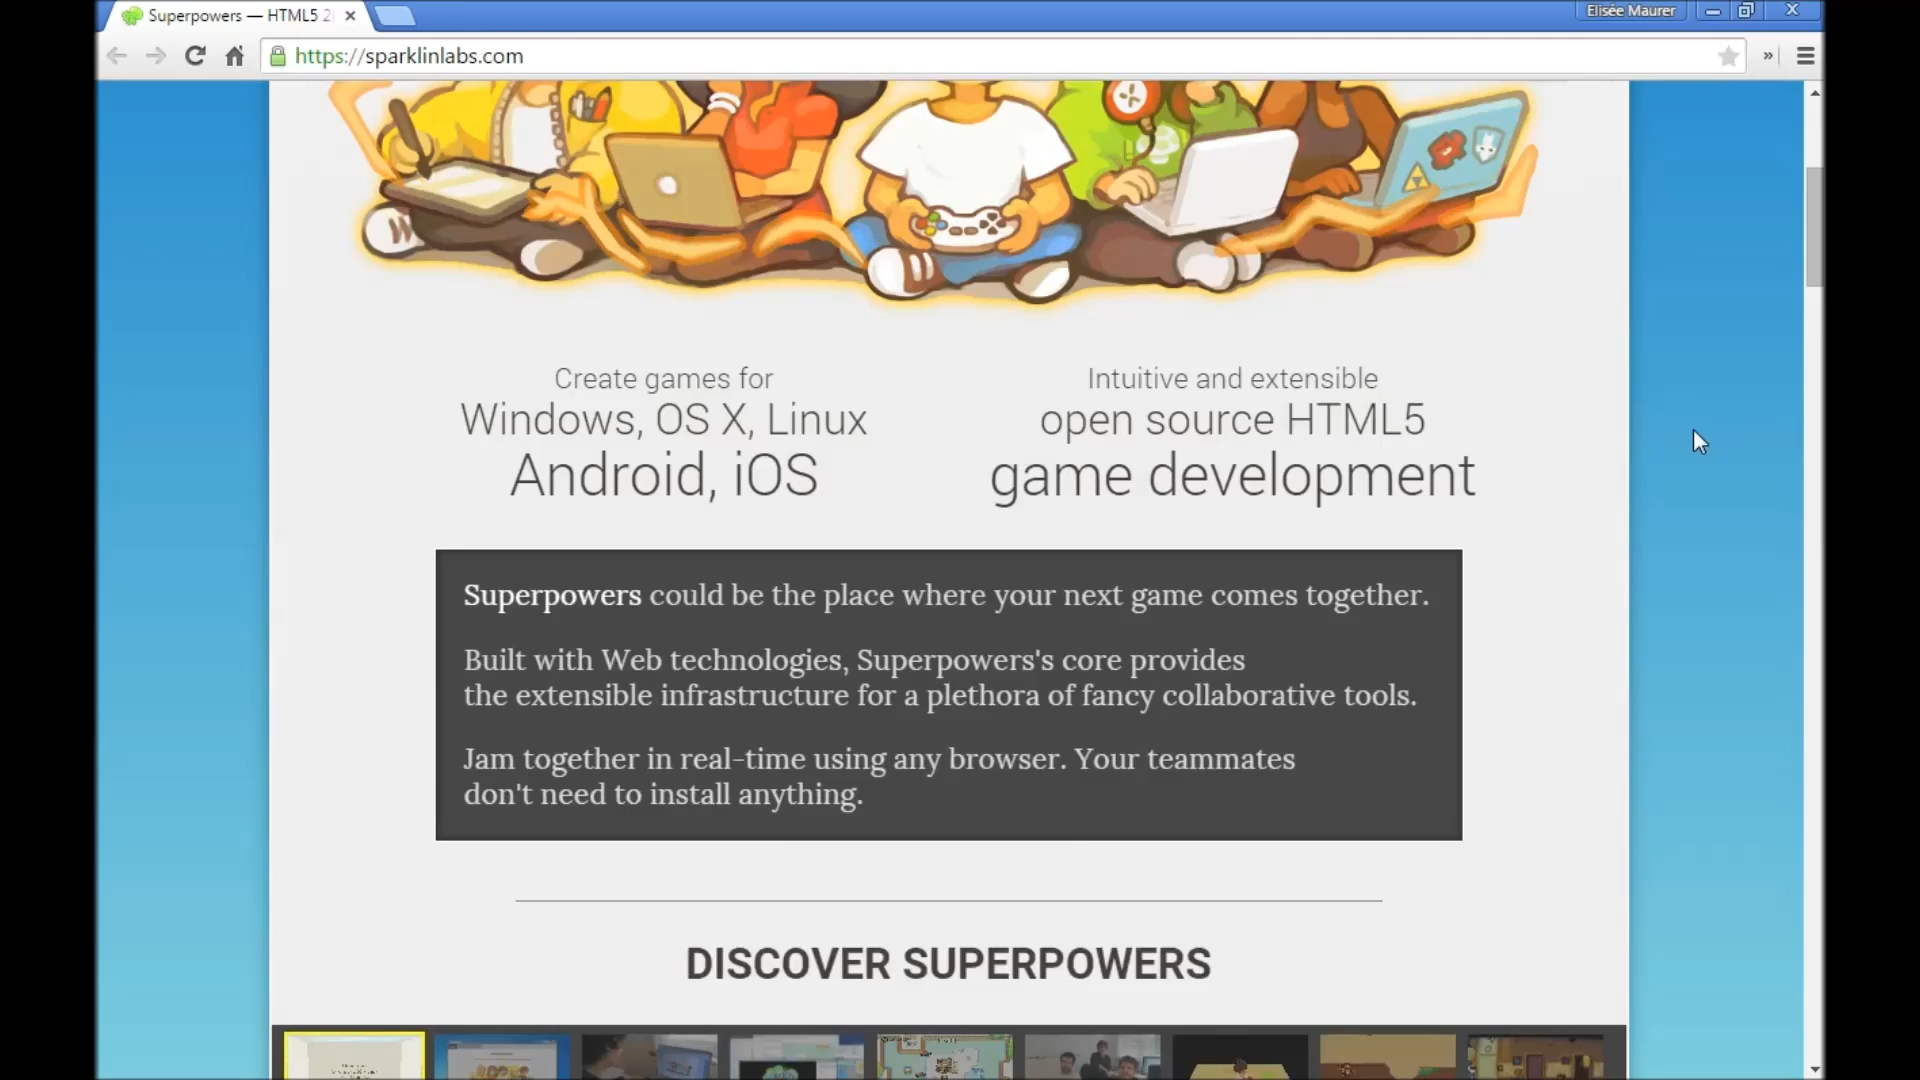 Superpowers — HTML5 2
Elisée Maurer
https://sparklinlabs.com
Create games for
Windows, OS X, Linux
Android, iOS
Intuitive and extensible
open source HTML5
game development
Superpowers could be the place where your next game comes together.
Built with Web technologies, Superpowers's core provides
the extensible infrastructure for a plethora of fancy collaborative tools.
Jam together in real-time using any browser. Your teammates
don't need to install anything.
DISCOVER SUPERPOWERS